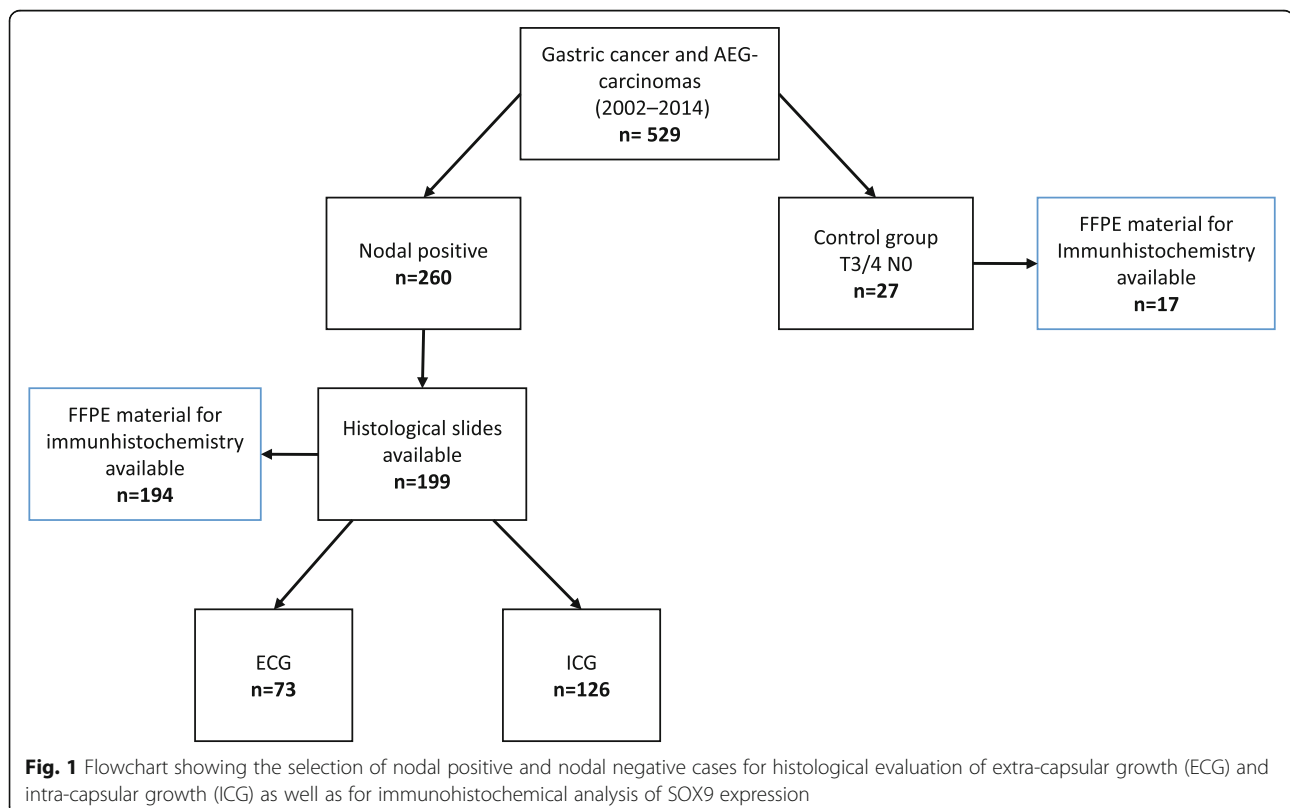 Gastric cancer and AEG-
carcinomas
(2002–2014)
n= 529
Nodal positive
n=260
Control group
T3/4 N0
n=27
FFPE material for
Immunhistochemistry
available
n=17
FFPE material for
immunhistochemistry
available
n=194
Histological slides
available
n=199
ECG
n=73
ICG
n=126
Fig. 1 Flowchart showing the selection of nodal positive and nodal negative cases for histological evaluation of extra-capsular growth (ECG) and
intra-capsular growth (ICG) as well as for immunohistochemical analysis of SOX9 expression